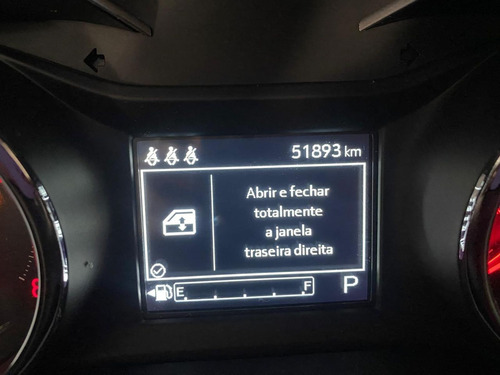 51893 km
Abrir e fechar
totalmente
a janela
traseira direita
E F P